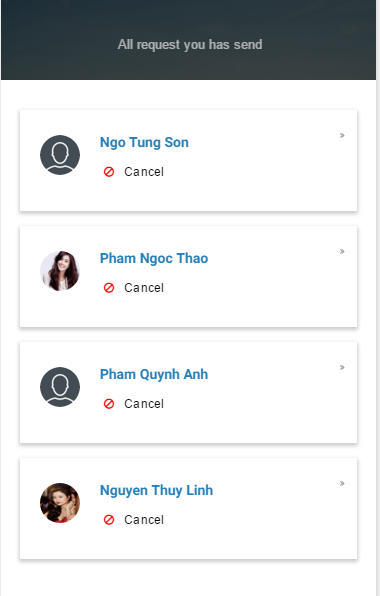 All request you has send
Ngo Tung Son
»
Cancel
Pham Ngoc Thao
»
Cancel
Pham Quynh Anh
»
Cancel
Nguyen Thuy Linh
»
Cancel